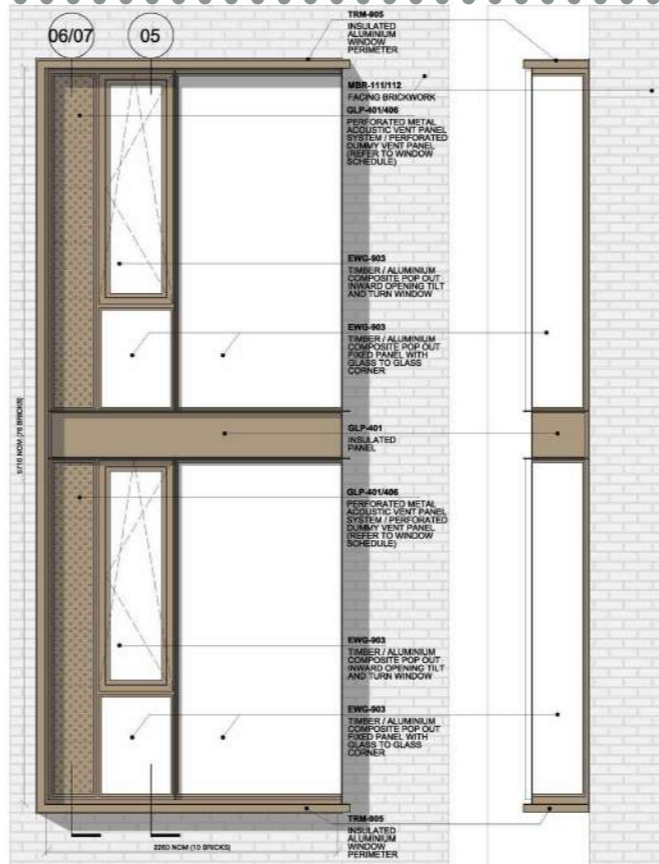 06/07
05
TRM-905
INSULATED
ALUMINIUM
WINDOW
PERIMETER
MBR-111/112
FACING BRICKWORK
GLP-401/406
PERFORATED METAL
ACOUSTIC VENT PANEL
SYSTEM / PERFORATED
DUMMY VENT PANEL
(REFER TO WINDOW
SCHEDULE)
EWG-903
TIMBER / ALUMINIUM
COMPOSITE POP OUT
INWARD OPENING TILT
AND TURN WINDOW
EWG-903
TIMBER / ALUMINIUM
COMPOSITE POP OUT
FIXED PANEL WITH
GLASS TO GLASS
CORNER
5710 NOM (76 BRICKS)
GLP-401
INSULATED
PANEL
GLP-401/406
PERFORATED METAL
ACOUSTIC VENT PANEL
SYSTEM / PERFORATED
DUMMY VENT PANEL
(REFER TO WINDOW
SCHEDULE)
EWG-903
TIMBER / ALUMINIUM
COMPOSITE POP OUT
INWARD OPENING TILT
AND TURN WINDOW
EWG-903
TIMBER / ALUMINIUM
COMPOSITE POP OUT
FIXED PANEL WITH
GLASS TO GLASS
CORNER
TRM-905
INSULATED
ALUMINIUM
WINDOW
PERIMETER
2260 NOM (10 BRICKS)